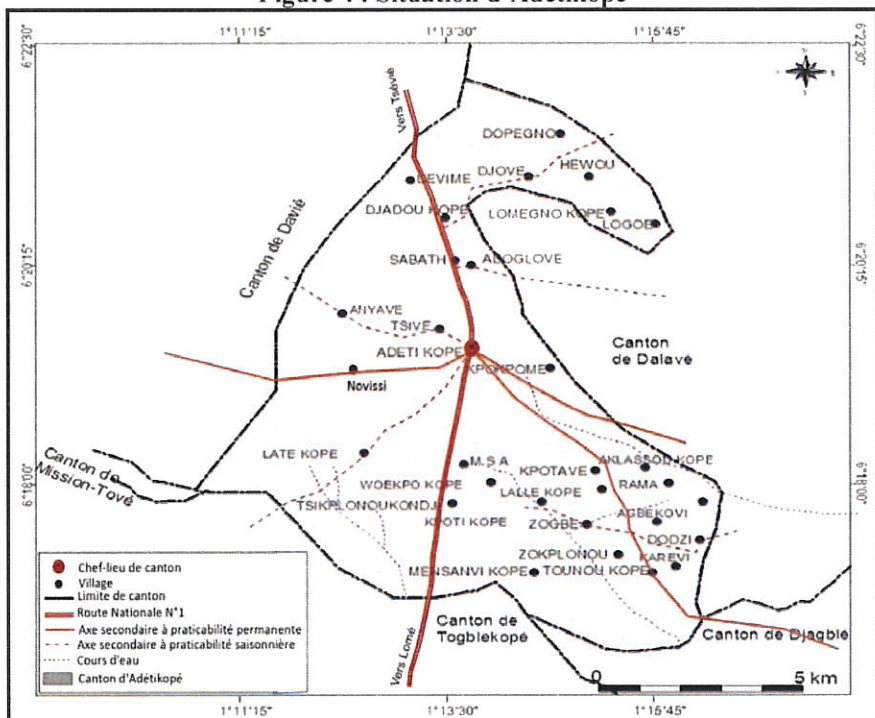 Figure 4 : Situation d'Adétikopé
1°11'15" 1°13'30" 1°15'45"
6°22'30" 6°22'30"
Vers Tsévié
DOPEGNO
DJOVE HEWOU
DEVIME
DJADOU KOPE LOMEGNO KOPE
LOGOE
Canton de Davié
6°20'15" SABATH ABOGLOVE 6°20'15"
ANYAVE
TSIVE
ADETI KOPE
Canton
de Dalavé
KPOKPOME
Novissi
LATE KOPE M.S.A
KPOTAVE AKLASSOD KOPE
Canton de
Mission-Tové
6°18'00" WOEKPO KOPE RAMA 6°18'00"
LALLE KOPE
TSIKPLONOUKONDJI
KPOTI KOPE ZOGBE AGBEKOVI
DODZI
ZOKPLONOU KAREVI
MENSANVI KOPE TOUNOU KOPE
Chef-lieu de canton
Village
Limite de canton
Route Nationale N°1
Axe secondaire à praticabilité permanente
Axe secondaire à praticabilité saisonnière
Cours d'eau
Canton d'Adétikopé
Vers Lomé
Canton de
Togblekopé
Canton de Djagblé
0 5 km
1°11'15" 1°13'30" 1°15'45"